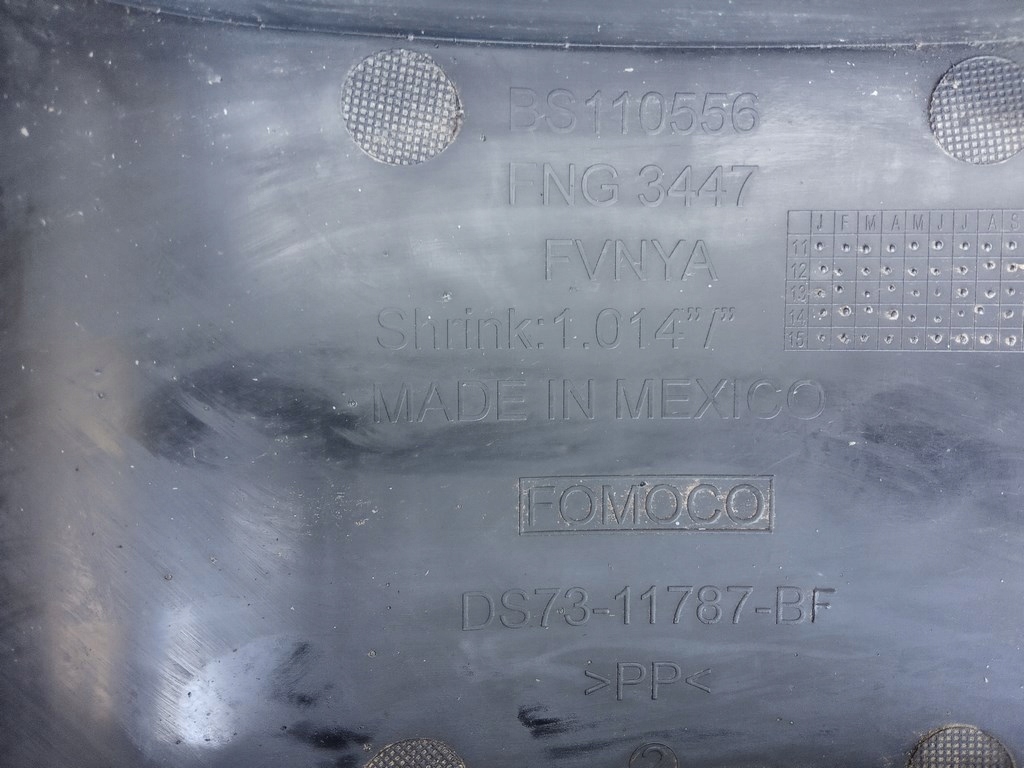 BS110556
ENG 3447
FVNYA
Shrink:1.014"/"
MADE IN MEXICO
J F M A M J J A S
11
12
13
14
15
FOMOCO
DS73-11787-BF
>PP<